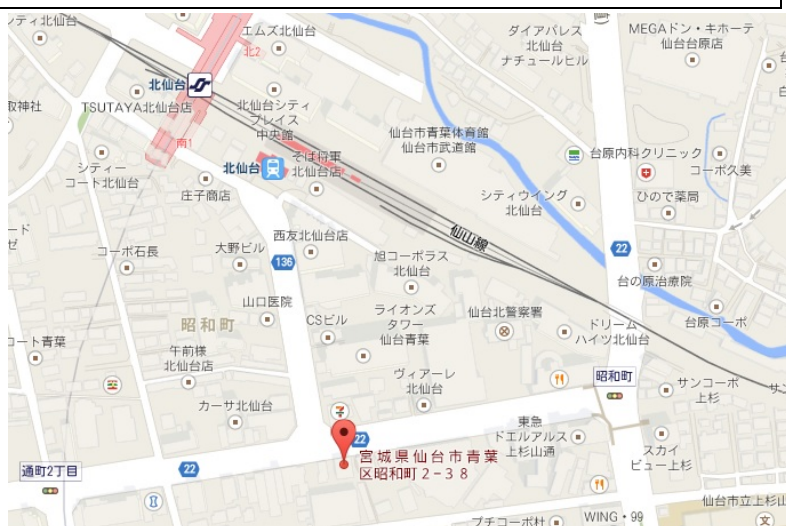 ンティ北仙台
エムズ北仙台
北2
ダイアパレス
北仙台
ナチュールヒル
MEGAドン・キホーテ
仙台台原店
北仙台
取神社
TSUTAYA北仙台店
北仙台シティ
プレイス
中央館
仙台市青葉体育館
仙台市武道館
南1
シティー
コート北仙台
北仙台
そば将軍
北仙台店
庄子商店
台原内科クリニック
コーポ久美
シティウイング
北仙台
ひので薬局
仙山線
22
コーポ石長
大野ビル
西友北仙台店
136
旭コーポラス
北仙台
台の原治療院
山口医院
昭和町
CSビル
ライオンズ
タワー
仙台青葉
仙台北警察署
ドリーム
ハイツ北仙台
台原コーポ
コート青葉
午前様
北仙台店
ヴィアーレ
北仙台
昭和町
サンコーポ
上杉
カーサ北仙台
22
東急
ドエルアルス
上杉山通
スカイ
ビュー上杉
宮城県仙台市青葉
区昭和町2-38
通町2丁目
22
仙台市立上杉山
プチコーポ杜
WING・99
文